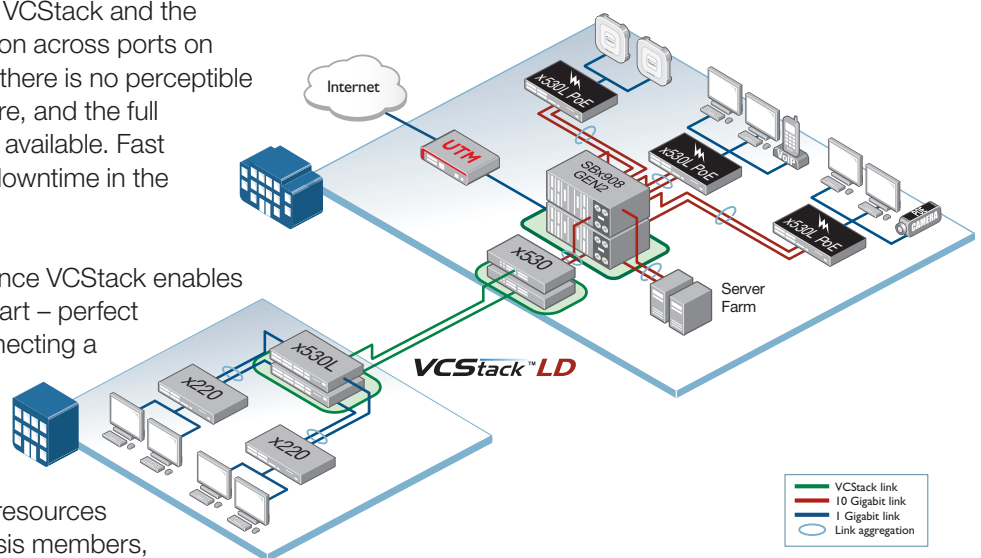 VCStack and the
on across ports on
there is no perceptible
re, and the full
available. Fast
downtime in the
nce VCStack enables
art – perfect
necting a
resources
sis members,
Internet
UTM
x530L PoE
x530L PoE
VOIP
x530L PoE
CAMERA
SBx908
GEN2
x530
Server
Farm
VCStack™LD
x530L
x220
x220
VCStack link
10 Gigabit link
1 Gigabit link
Link aggregation